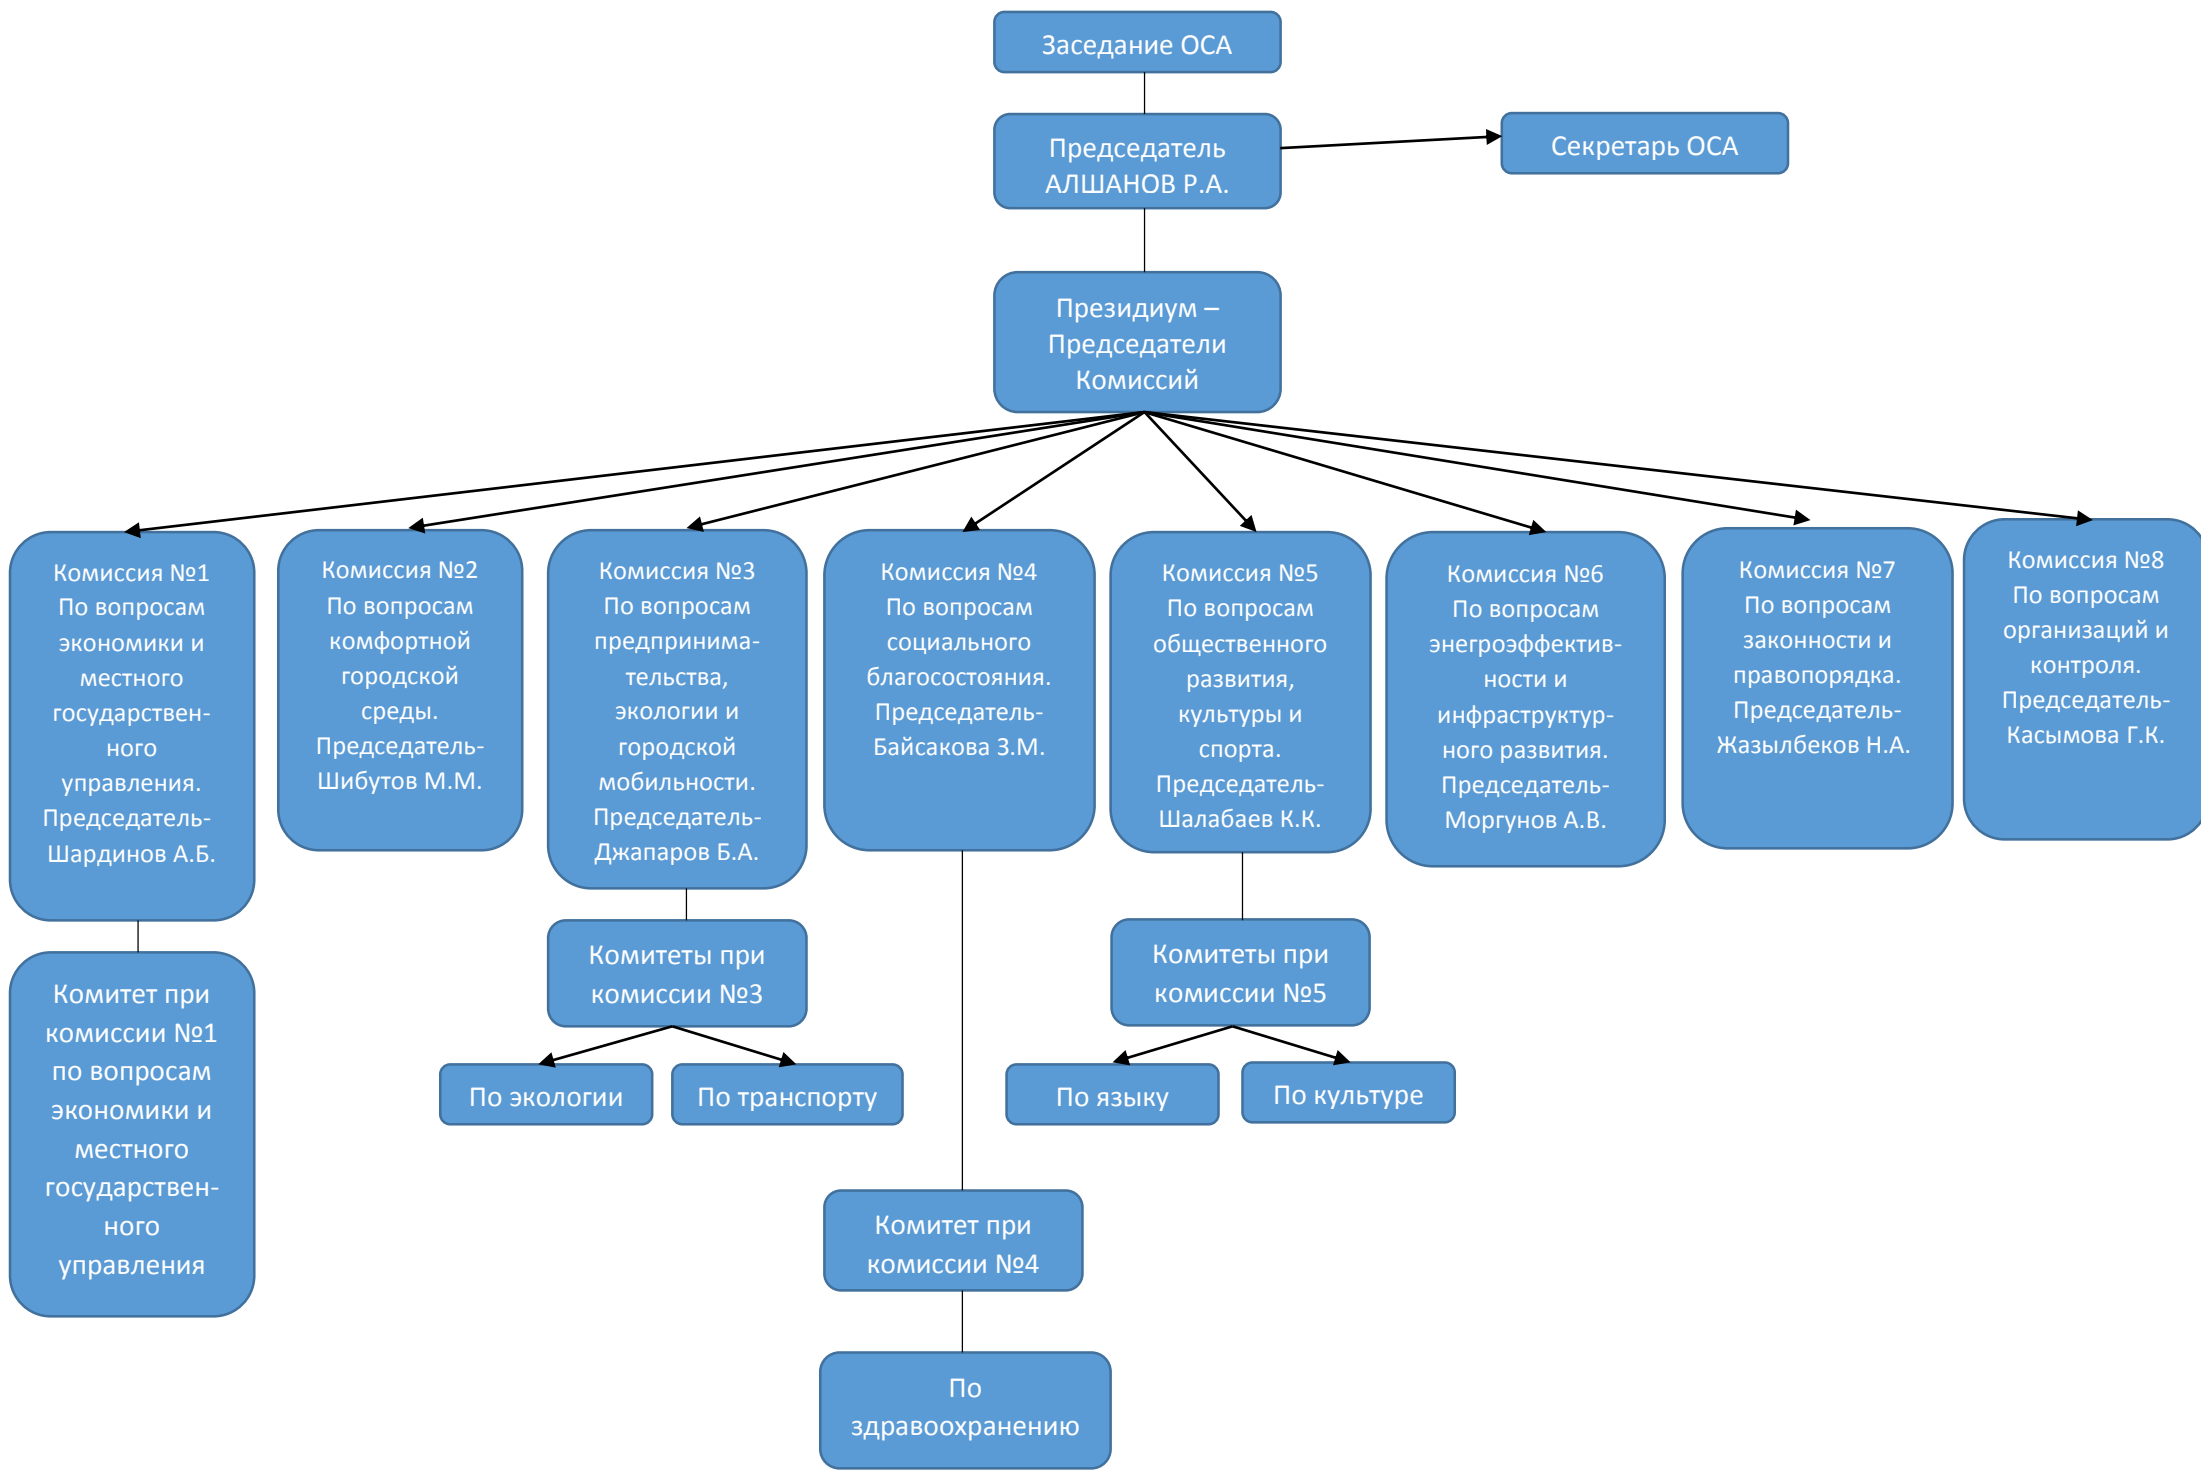 Заседание ОСА
Председатель
АЛШАНОВ Р.А.
Секретарь ОСА
Президиум –
Председатели
Комиссий
Комиссия №1
По вопросам
экономики и
местного
государствен-
ного
управления.
Председатель-
Шардинов А.Б.
Комиссия №2
По вопросам
комфортной
городской
среды.
Председатель-
Шибутов М.М.
Комиссия №3
По вопросам
предпринима-
тельства,
экологии и
городской
мобильности.
Председатель-
Джапаров Б.А.
Комиссия №4
По вопросам
социального
благосостояния.
Председатель-
Байсакова З.М.
Комиссия №5
По вопросам
общественного
развития,
культуры и
спорта.
Председатель-
Шалабаев К.К.
Комиссия №6
По вопросам
энегроэффектив-
ности и
инфраструктур-
ного развития.
Председатель-
Моргунов А.В.
Комиссия №7
По вопросам
законности и
правопорядка.
Председатель-
Жазылбеков Н.А.
Комиссия №8
По вопросам
организаций и
контроля.
Председатель-
Касымова Г.К.
Комитет при
комиссии №1
по вопросам
экономики и
местного
государствен-
ного
управления
Комитеты при
комиссии №3
По экологии
По транспорту
Комитеты при
комиссии №5
По языку
По культуре
Комитет при
комиссии №4
По
здравоохранению